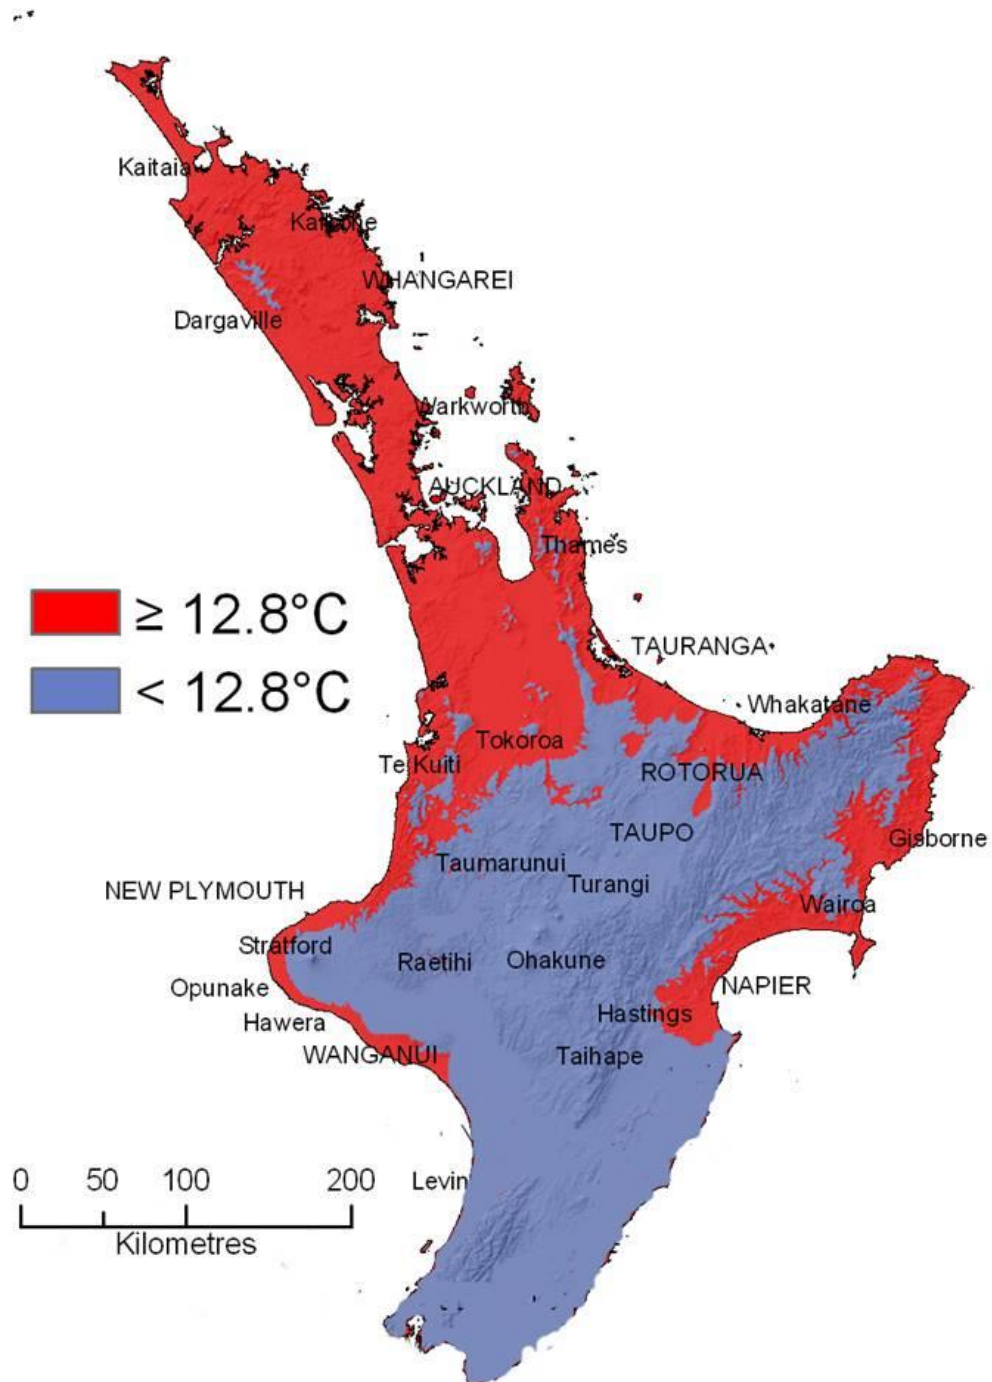 Kaitaia
Kaikohe
WHANGAREI
Dargaville
Warkworth
AUCKLAND
Thames
≥ 12.8°C
TAURANGA
< 12.8°C
Whakatane
Tokoroa
Te Kuiti
ROTORUA
TAUPO
Gisborne
Taumarunui
Turangi
NEW PLYMOUTH
Wairoa
Stratford
Raetihi
Ohakune
Opunake
NAPIER
Hastings
Hawera
WANGANUI
Taihape
0 50 100 200
Levin
Kilometres